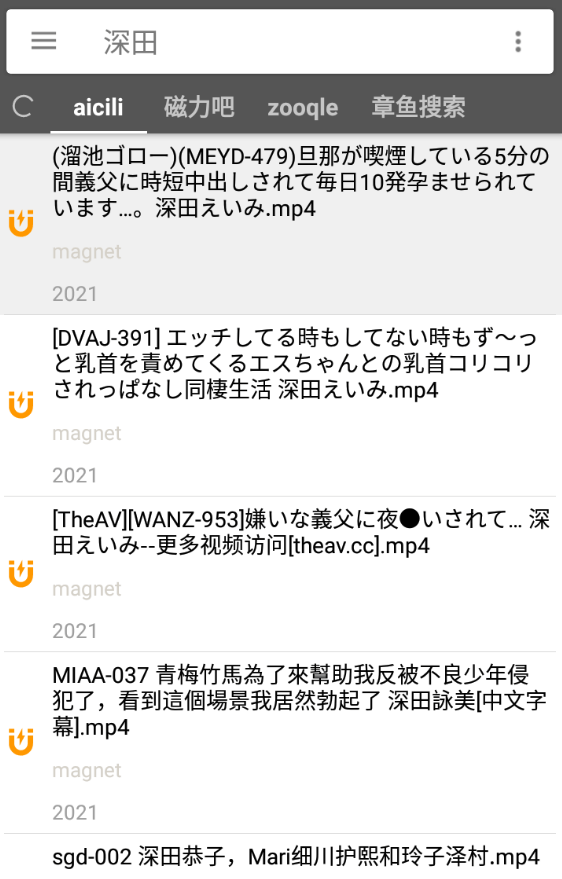 深田
aicili 磁力吧 zooqle 章鱼搜索
(溜池ゴロー)(MEYD-479)旦那が喫煙している5分の
間義父に時短中出しされて毎日10発孕ませられて
います…。深田えいみ.mp4
magnet
2021
[DVAJ-391] エッチしてる時もしてない時もず〜っ
と乳首を責めてくるエスちゃんとの乳首コリコリ
されっぱなし同棲生活 深田えいみ.mp4
magnet
2021
[TheAV][WANZ-953]嫌いな義父に夜●いされて… 深
田えいみ--更多视频访问[theav.cc].mp4
magnet
2021
MIAA-037 青梅竹馬為了來幫助我反被不良少年侵
犯了，看到這個場景我居然勃起了 深田詠美[中文字
幕].mp4
magnet
2021
sgd-002 深田恭子，Mari细川护熙和玲子泽村.mp4